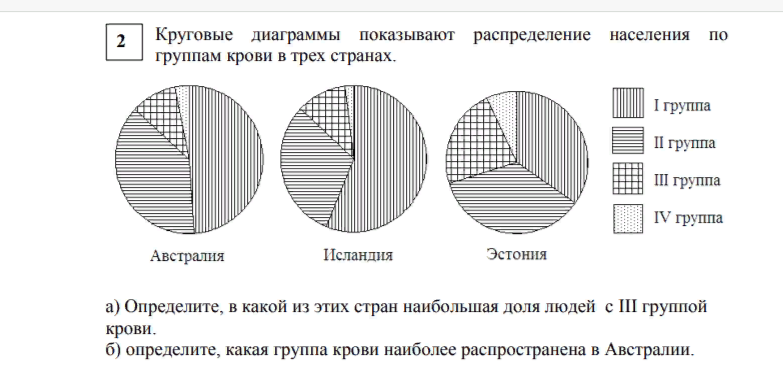 2 Круговые диаграммы показывают распределение населения по
группам крови в трех странах.
I группа
II группа
III группа
IV группа
Австралия Исландия Эстония
а) Определите, в какой из этих стран наибольшая доля людей с III группой
крови.
б) определите, какая группа крови наиболее распространена в Австралии.